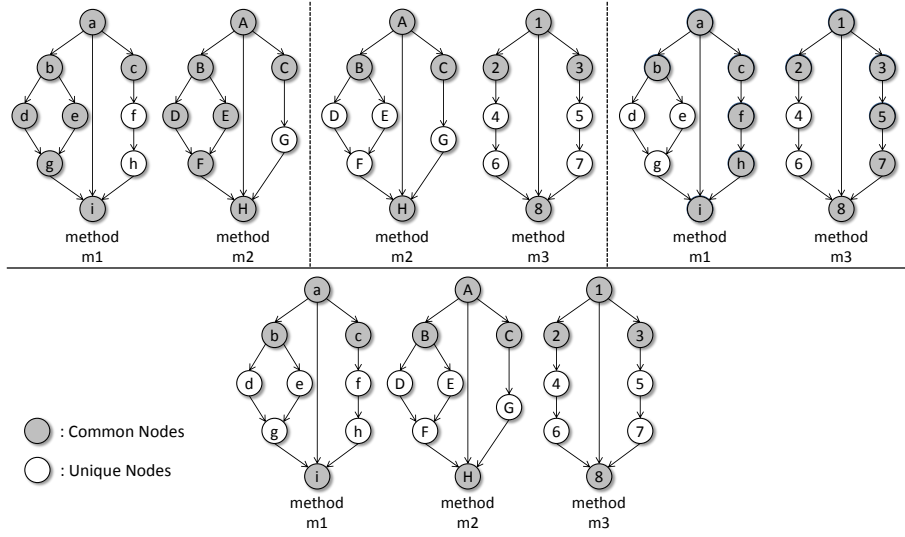 a A A 1 a 1
b c B C B C 2 3 b c 2 3
d e f D E D E 4 5 d e f 4 5
G G
g h F F 6 7 g h 6 7
i H H 8 i 8
method method method method method method
m1 m2 m2 m3 m1 m3
a A 1
b c B C 2 3
d e f D E 4 5
G
g h F 6 7
: Common Nodes
: Unique Nodes
i H 8
method method method
m1 m2 m3